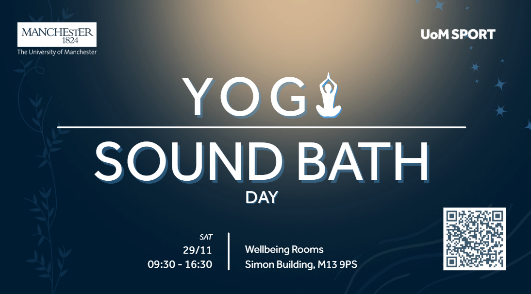 MANCHESTER
1824
The University of Manchester
UoM SPORT
YOGA
SOUND BATH
DAY
SAT
29/11
09:30 - 16:30
Wellbeing Rooms
Simon Building, M13 9PS